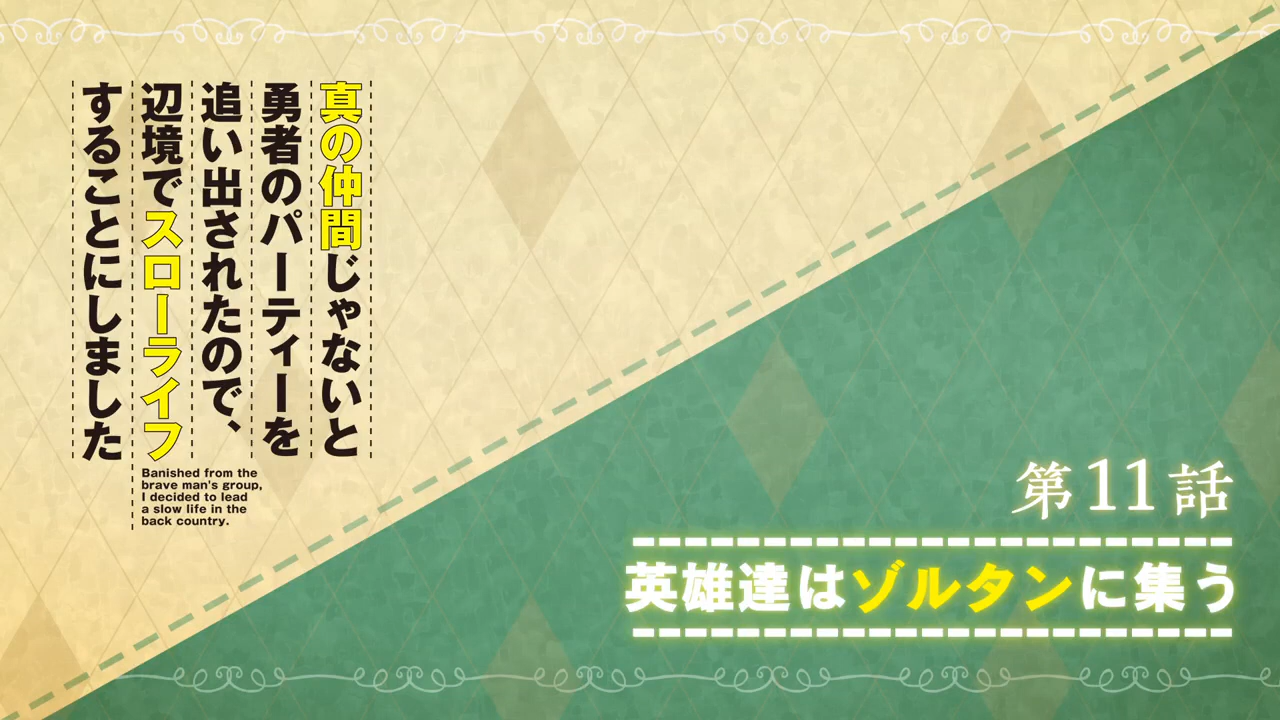 真の仲間じゃないと
勇者のパーティーを
追い出されたので、
辺境でスローライフ
することにしました
Banished from the
brave man's group,
I decided to lead
a slow life in the
back country.
第11話
英雄達はゾルタンに集う